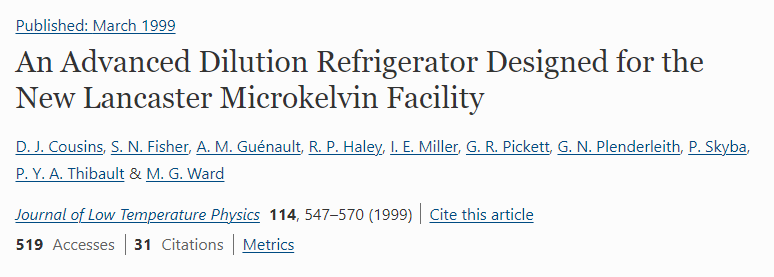 Published: March 1999
An Advanced Dilution Refrigerator Designed for the
New Lancaster Microkelvin Facility
D. J. Cousins, S. N. Fisher, A. M. Guénault, R. P. Haley, I. E. Miller, G. R. Pickett, G. N. Plenderleith, P. Skyba,
P. Y. A. Thibault & M. G. Ward
Journal of Low Temperature Physics 114, 547–570 (1999) | Cite this article
519 Accesses | 31 Citations | Metrics